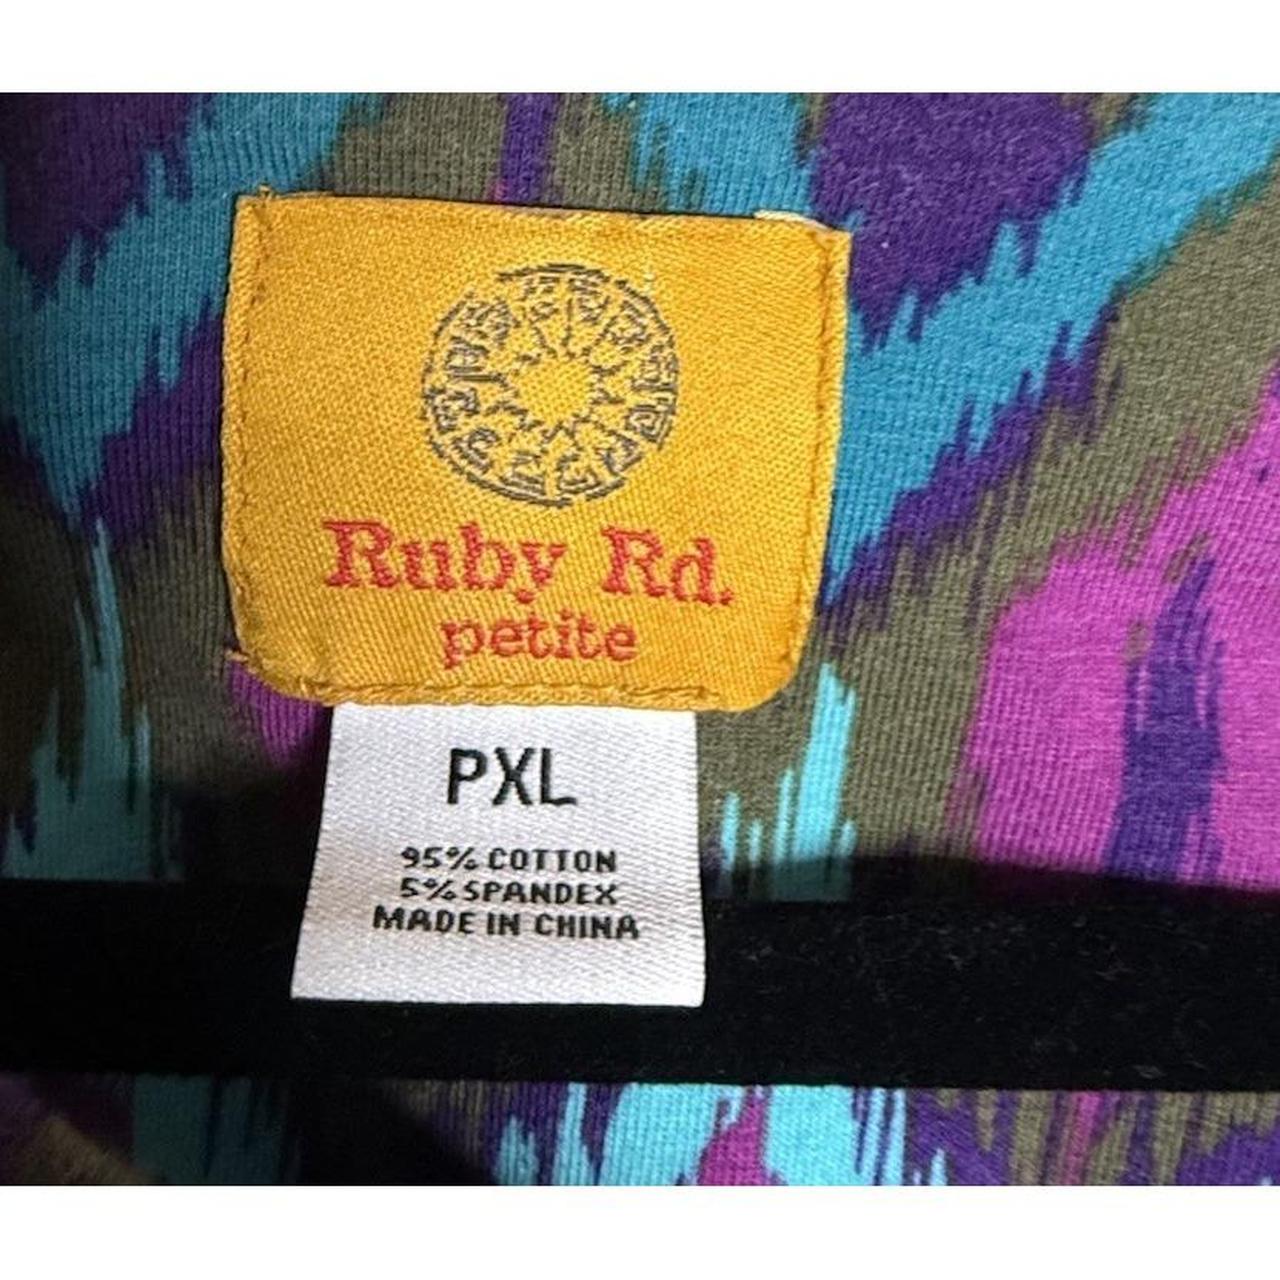 Ruby Rd.
petite
PXL
95% COTTON
5% SPANDEX
MADE IN CHINA